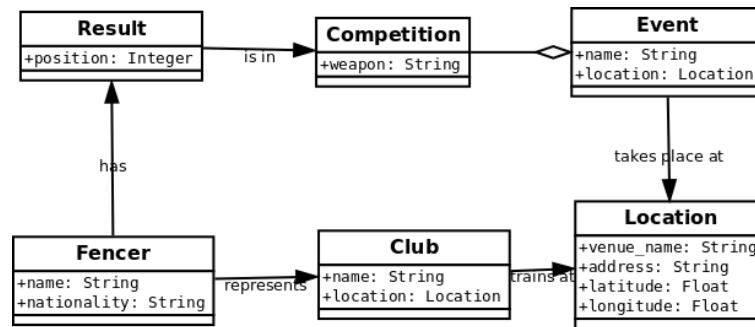 Result
+position: Integer
is in
Competition
+weapon: String
Event
+name: String
+location: Location
has
takes place at
Fencer
+name: String
+nationality: String
represents
Club
+name: String
+location: Location
trains at
Location
+venue_name: String
+address: String
+latitude: Float
+longitude: Float